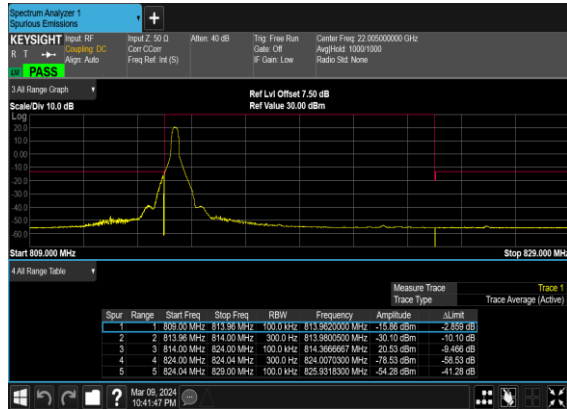 Spectrum Analyzer 1
Spurious Emissions
KEYSIGHT Input: RF Input Z: 50 Ω Atten: 40 dB Trig: Free Run Center Freq: 22.005000000 GHz
R T Coupling: DC Corr CCorr Gate: Off Avg|Hold: 1000/1000
Align: Auto Freq Ref: Int (S) IF Gain: Low Radio Std: None
PASS
3 All Range Graph
Ref Lvl Offset 7.50 dB
Scale/Div 10.0 dB Ref Value 30.00 dBm
Log
20.0
10.0
0.00
-10.0
-20.0
-30.0
-40.0
-50.0
-60.0
Start 809.000 MHz Stop 829.000 MHz
4 All Range Table
Measure Trace Trace 1
Trace Type Trace Average (Active)
Spur Range Start Freq Stop Freq RBW Frequency Amplitude ΔLimit
1 1 809.00 MHz 813.96 MHz 100.0 kHz 813.9620000 MHz -15.86 dBm -2.859 dB
2 2 813.96 MHz 814.00 MHz 300.0 Hz 813.9800500 MHz -30.10 dBm -10.10 dB
3 3 814.00 MHz 824.00 MHz 100.0 kHz 814.3666667 MHz 20.53 dBm -9.466 dB
4 4 824.00 MHz 824.04 MHz 300.0 Hz 824.0070300 MHz -78.53 dBm -58.53 dB
5 5 824.04 MHz 829.00 MHz 100.0 kHz 825.9318300 MHz -54.28 dBm -41.28 dB
Mar 09, 2024
10:41:47 PM